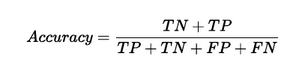 Accuracy = (TN + TP) / (TP + TN + FP + FN)